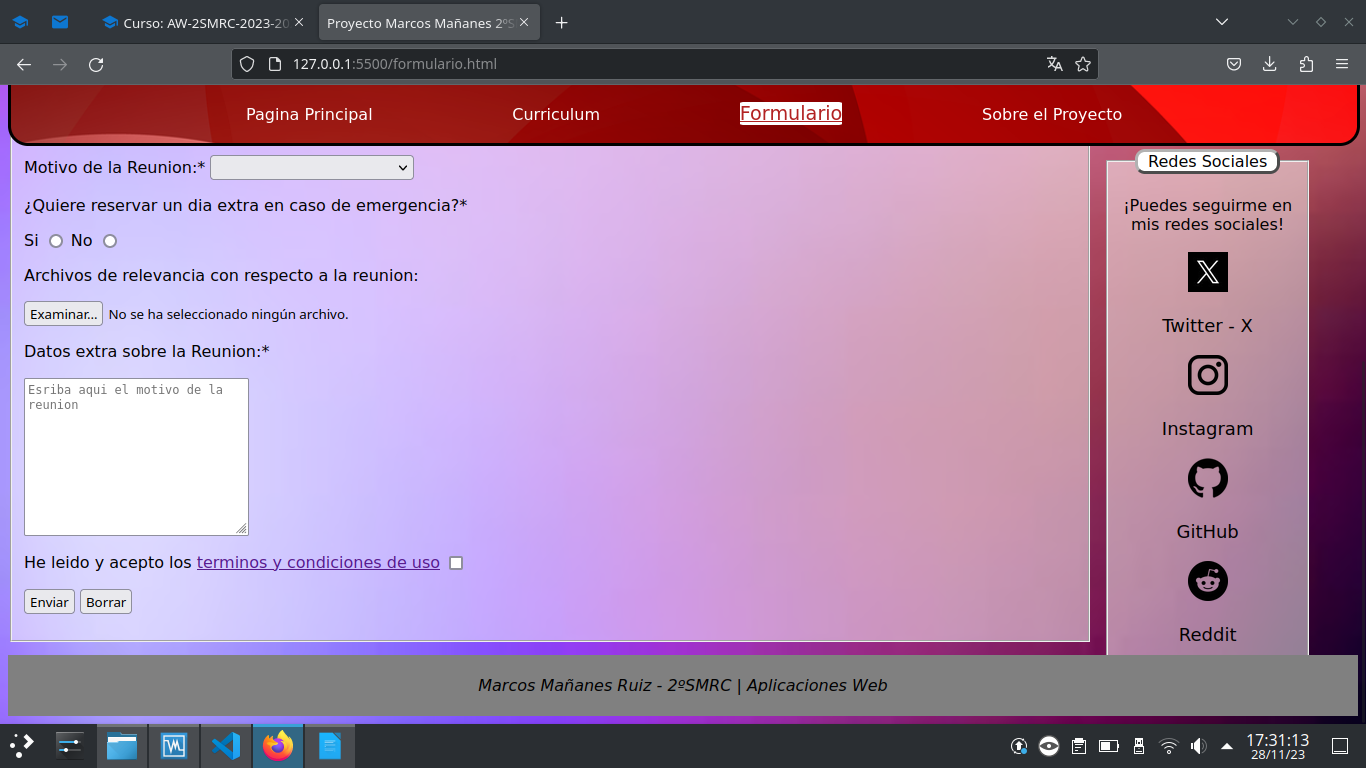 Curso: AW-2SMRC-2023-20
Proyecto Marcos Mañanes 2ºS
127.0.0.1:5500/formulario.html
Pagina Principal
Curriculum
Formulario
Sobre el Proyecto
Motivo de la Reunion:*
¿Quiere reservar un dia extra en caso de emergencia?*
Si No
Archivos de relevancia con respecto a la reunion:
Examinar... No se ha seleccionado ningún archivo.
Datos extra sobre la Reunion:*
Esriba aqui el motivo de la
reunion
He leido y acepto los terminos y condiciones de uso
Enviar Borrar
Redes Sociales
¡Puedes seguirme en
mis redes sociales!
Twitter - X
Instagram
GitHub
Reddit
Marcos Mañanes Ruiz - 2ºSMRC | Aplicaciones Web
17:31:13
28/11/23